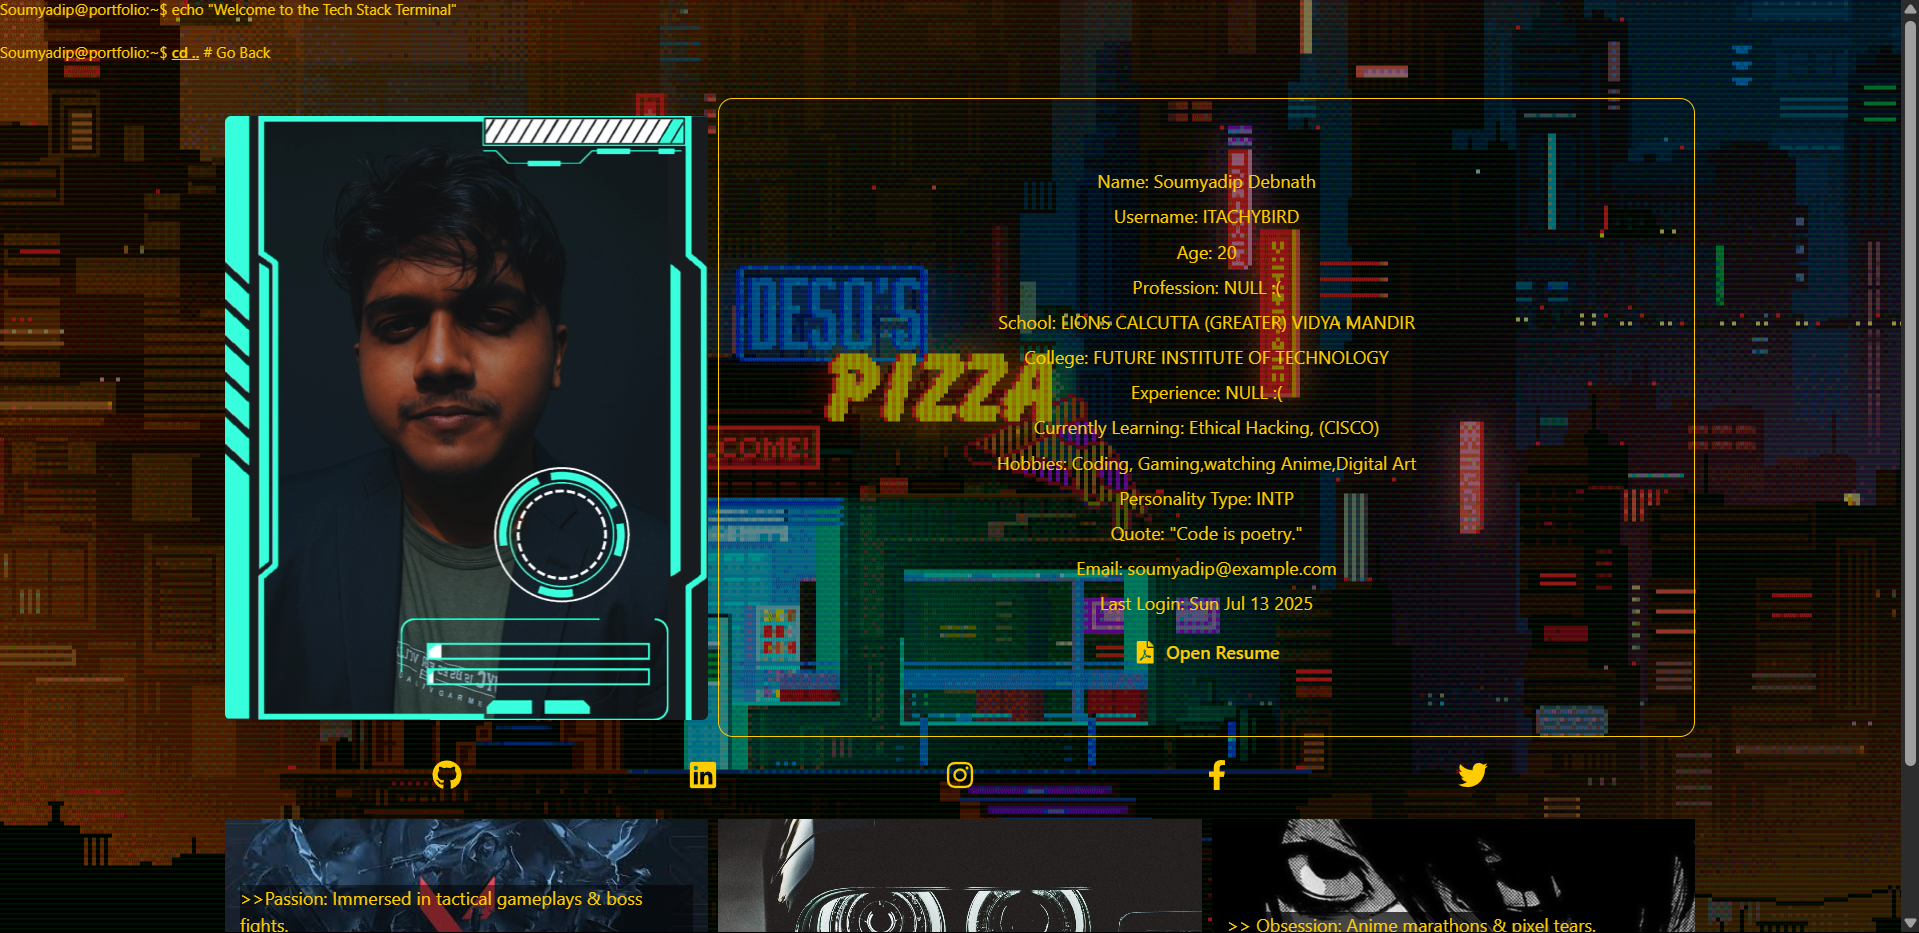 Soumyadip@portfolio:~$ echo "Welcome to the Tech Stack Terminal"
Soumyadip@portfolio:~$ cd .. # Go Back
Name: Soumyadip Debnath
Username: ITACHYBIRD
Age: 20
Profession: NULL :(
School: LIONS CALCUTTA (GREATER) VIDYA MANDIR
College: FUTURE INSTITUTE OF TECHNOLOGY
Experience: NULL :(
Currently Learning: Ethical Hacking, (CISCO)
Hobbies: Coding, Gaming,watching Anime,Digital Art
Personality Type: INTP
Quote: "Code is poetry."
Email: soumyadip@example.com
Last Login: Sun Jul 13 2025
Open Resume
DESO'S
PIZZA
COME!
>>Passion: Immersed in tactical gameplays & boss
fights.
>> Obsession: Anime marathons & pixel tears.